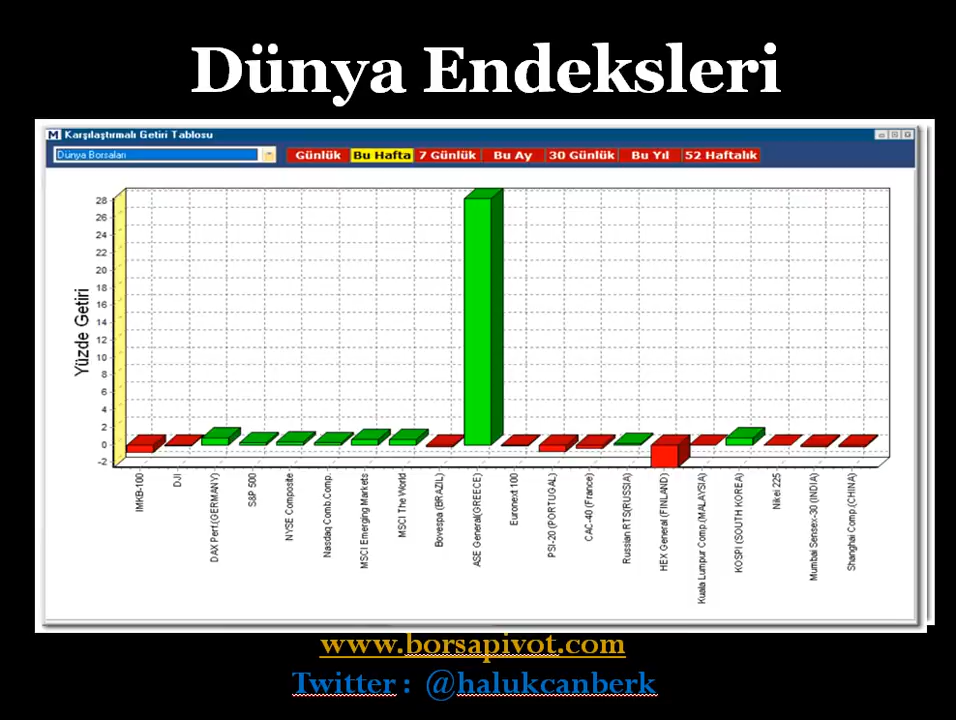 Dünya Endeksleri
M Karşılaştırmalı Getiri Tablosu
Dünya Borsaları
Günlük Bu Hafta 7 Günlük Bu Ay 30 Günlük Bu Yıl 52 Haftalık
Yüzde Getiri
28
26
24
22
20
18
16
14
12
10
8
6
4
2
0
-2
IMKB-100
DJI
DAX Perf.(GERMANY)
S&P 500
NYSE Composite
Nasdaq Comb.Comp.
MSCI Emerging Markets
MSCI The World
Bovespa (BRAZIL)
ASE General(GREECE)
Euronext 100
PSI-20 (PORTUGAL)
CAC-40 (France)
Russian RTS(RUSSIA)
HEX General (FINLAND)
Kuala Lumpur Comp.(MALAYSIA)
KOSPI (SOUTH KOREA)
Nikei 225
Mumbai Sensex-30 (INDIA)
Shanghai Comp.(CHINA)
www.borsapivot.com
Twitter : @halukcanberk